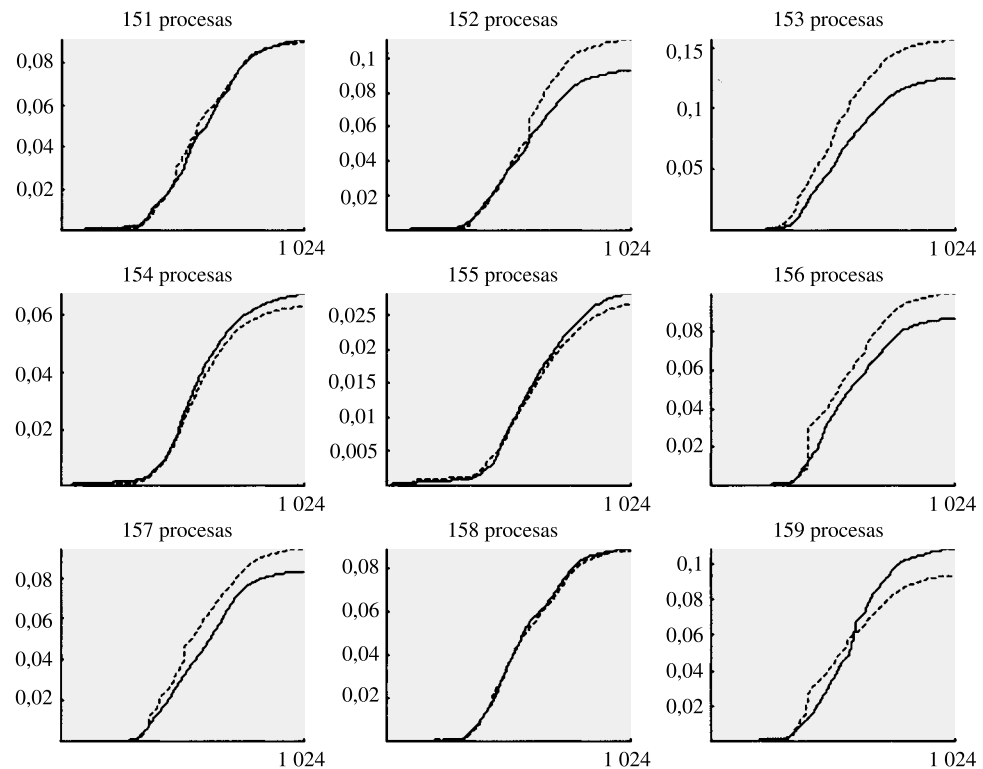 151 procesas 152 procesas 153 procesas
0,08 0,1 0,15
0,06 0,08 0,1
0,04 0,06 0,05
0,02 0,04
0,02
1 024 1 024 1 024
154 procesas 155 procesas 156 procesas
0,06 0,025 0,08
0,04 0,02 0,06
0,02 0,015 0,04
0,01 0,02
0,005
1 024 1 024 1 024
157 procesas 158 procesas 159 procesas
0,08 0,08 0,1
0,06 0,06 0,08
0,04 0,04 0,06
0,02 0,02 0,04
0,02
1 024 1 024 1 024